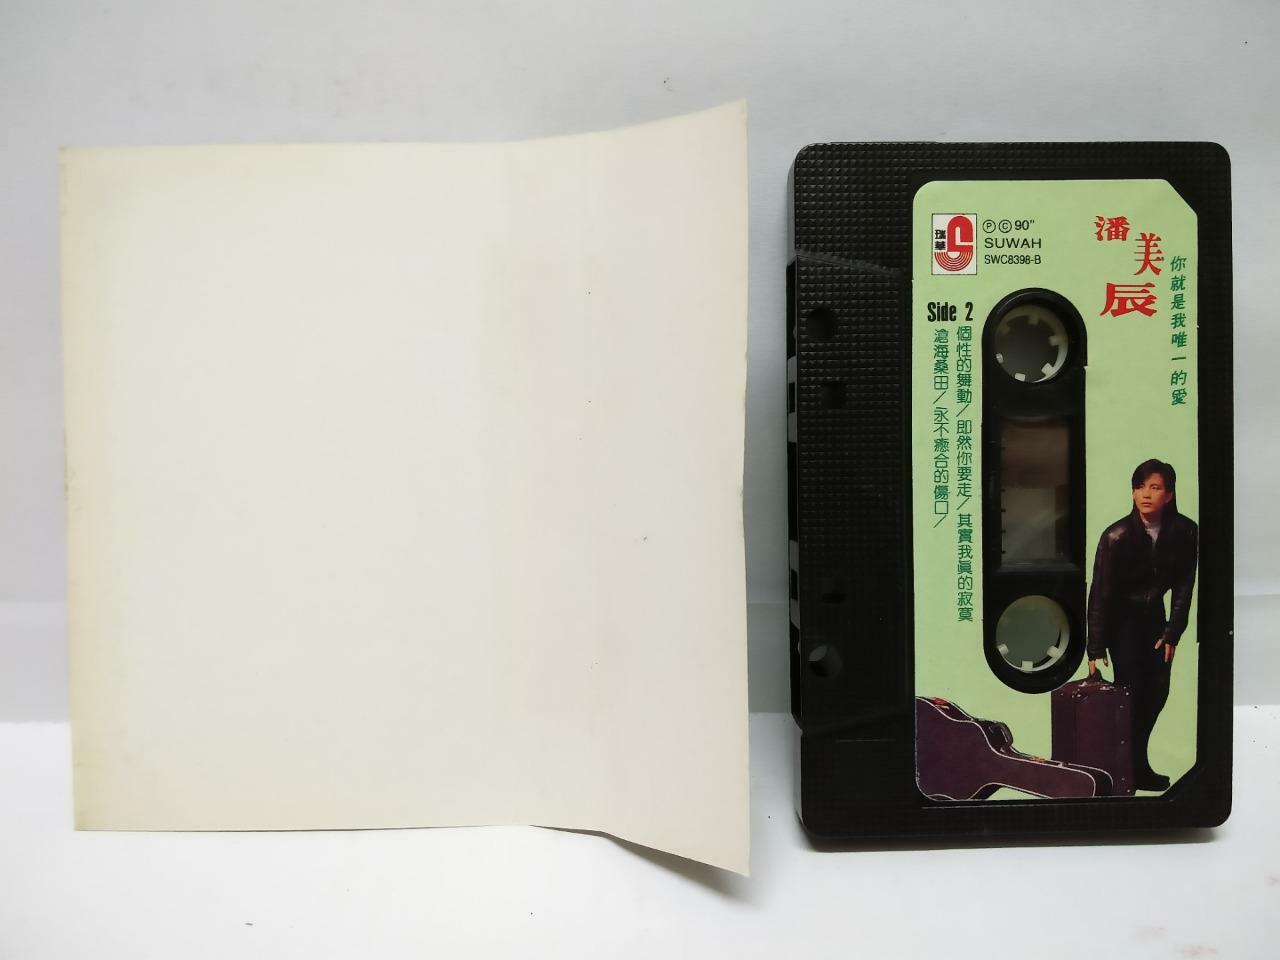 瑞華
Ⓟ Ⓒ 90"
SUWAH
SWC8398-B
潘美辰
你就是我唯一的愛
Side 2
個性的舞動/即然你要走/其實我真的寂寞
滄海桑田/永不癒合的傷口/